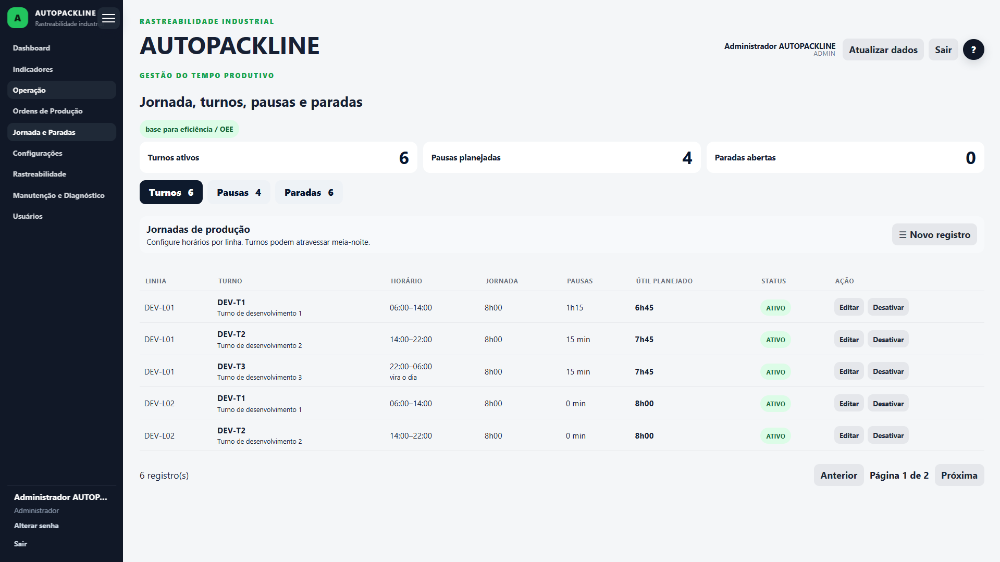 A
AUTOPACKLINE
Rastreabilidade industr
Dashboard
Indicadores
Operação
Ordens de Produção
Jornada e Paradas
Configurações
Rastreabilidade
Manutenção e Diagnóstico
Usuários
Administrador AUTOP...
Administrador
Alterar senha
Sair
RASTREABILIDADE INDUSTRIAL
AUTOPACKLINE
Administrador AUTOPACKLINE
ADMIN
Atualizar dados
Sair
?
GESTÃO DO TEMPO PRODUTIVO
Jornada, turnos, pausas e paradas
base para eficiência / OEE
Turnos ativos 6
Pausas planejadas 4
Paradas abertas 0
Turnos 6
Pausas 4
Paradas 6
Jornadas de produção
Configure horários por linha. Turnos podem atravessar meia-noite.
☰ Novo registro
LINHA TURNO HORÁRIO JORNADA PAUSAS ÚTIL PLANEJADO STATUS AÇÃO
DEV-L01 DEV-T1 06:00–14:00 8h00 1h15 6h45 ATIVO Editar Desativar
Turno de desenvolvimento 1
DEV-L01 DEV-T2 14:00–22:00 8h00 15 min 7h45 ATIVO Editar Desativar
Turno de desenvolvimento 2
DEV-L01 DEV-T3 22:00–06:00 8h00 15 min 7h45 ATIVO Editar Desativar
Turno de desenvolvimento 3 vira o dia
DEV-L02 DEV-T1 06:00–14:00 8h00 0 min 8h00 ATIVO Editar Desativar
Turno de desenvolvimento 1
DEV-L02 DEV-T2 14:00–22:00 8h00 0 min 8h00 ATIVO Editar Desativar
Turno de desenvolvimento 2
6 registro(s)
Anterior Página 1 de 2 Próxima